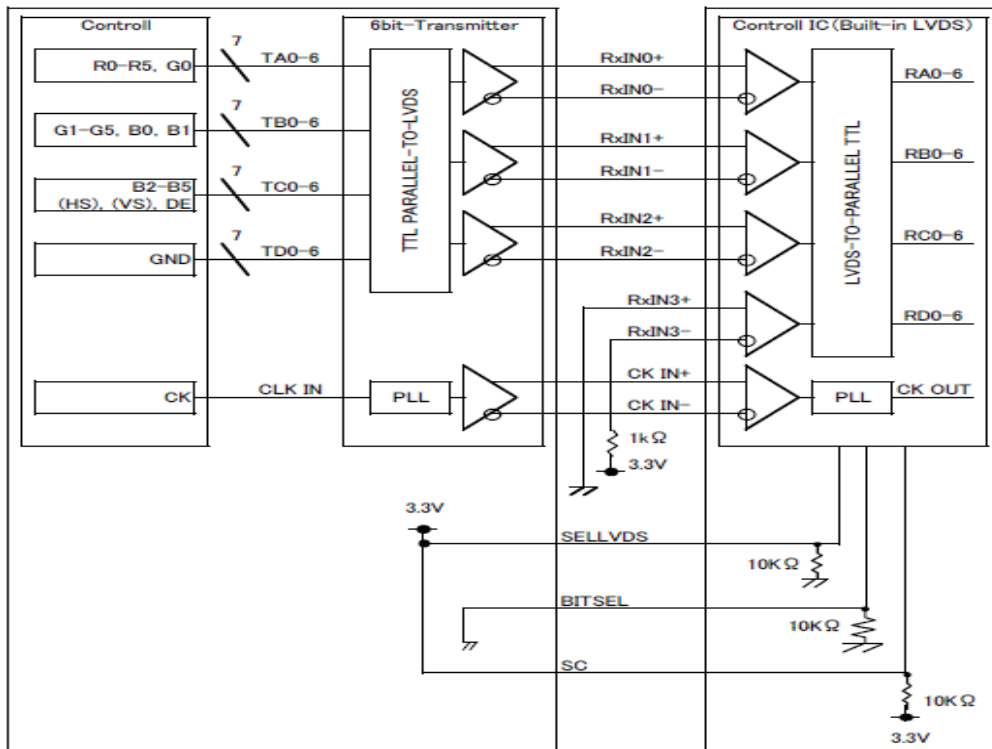 Controll
6bit-Transmitter
Controll IC(Built-in LVDS)
R0-R5, G0
7
TA0-6
RxIN0+
RxIN0-
RA0-6
G1-G5, B0, B1
7
TB0-6
RxIN1+
RxIN1-
RB0-6
B2-B5
(HS), (VS), DE
7
TC0-6
RxIN2+
RxIN2-
RC0-6
GND
7
TD0-6
RxIN3+
RxIN3-
RD0-6
TTL PARALLEL-TO-LVDS
LVDS-TO-PARALLEL TTL
CK
CLK IN
PLL
CK IN+
CK IN-
PLL
CK OUT
1kΩ
3.3V
3.3V
SELLVDS
10KΩ
BITSEL
10KΩ
SC
10KΩ
3.3V